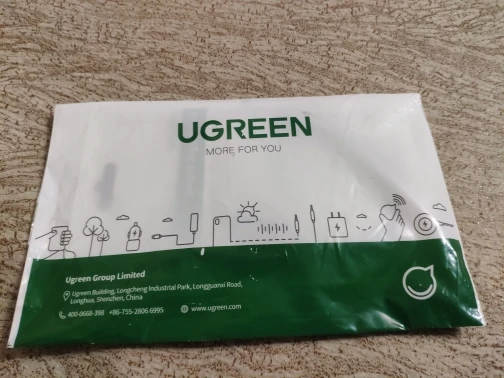 UGREEN
MORE FOR YOU
Ugreen Group Limited
Ugreen Building, Longcheng Industrial Park, Longguanxi Road,
Longhua, Shenzhen, China
400-8668-398 +86-755-2806 6995 www.ugreen.com